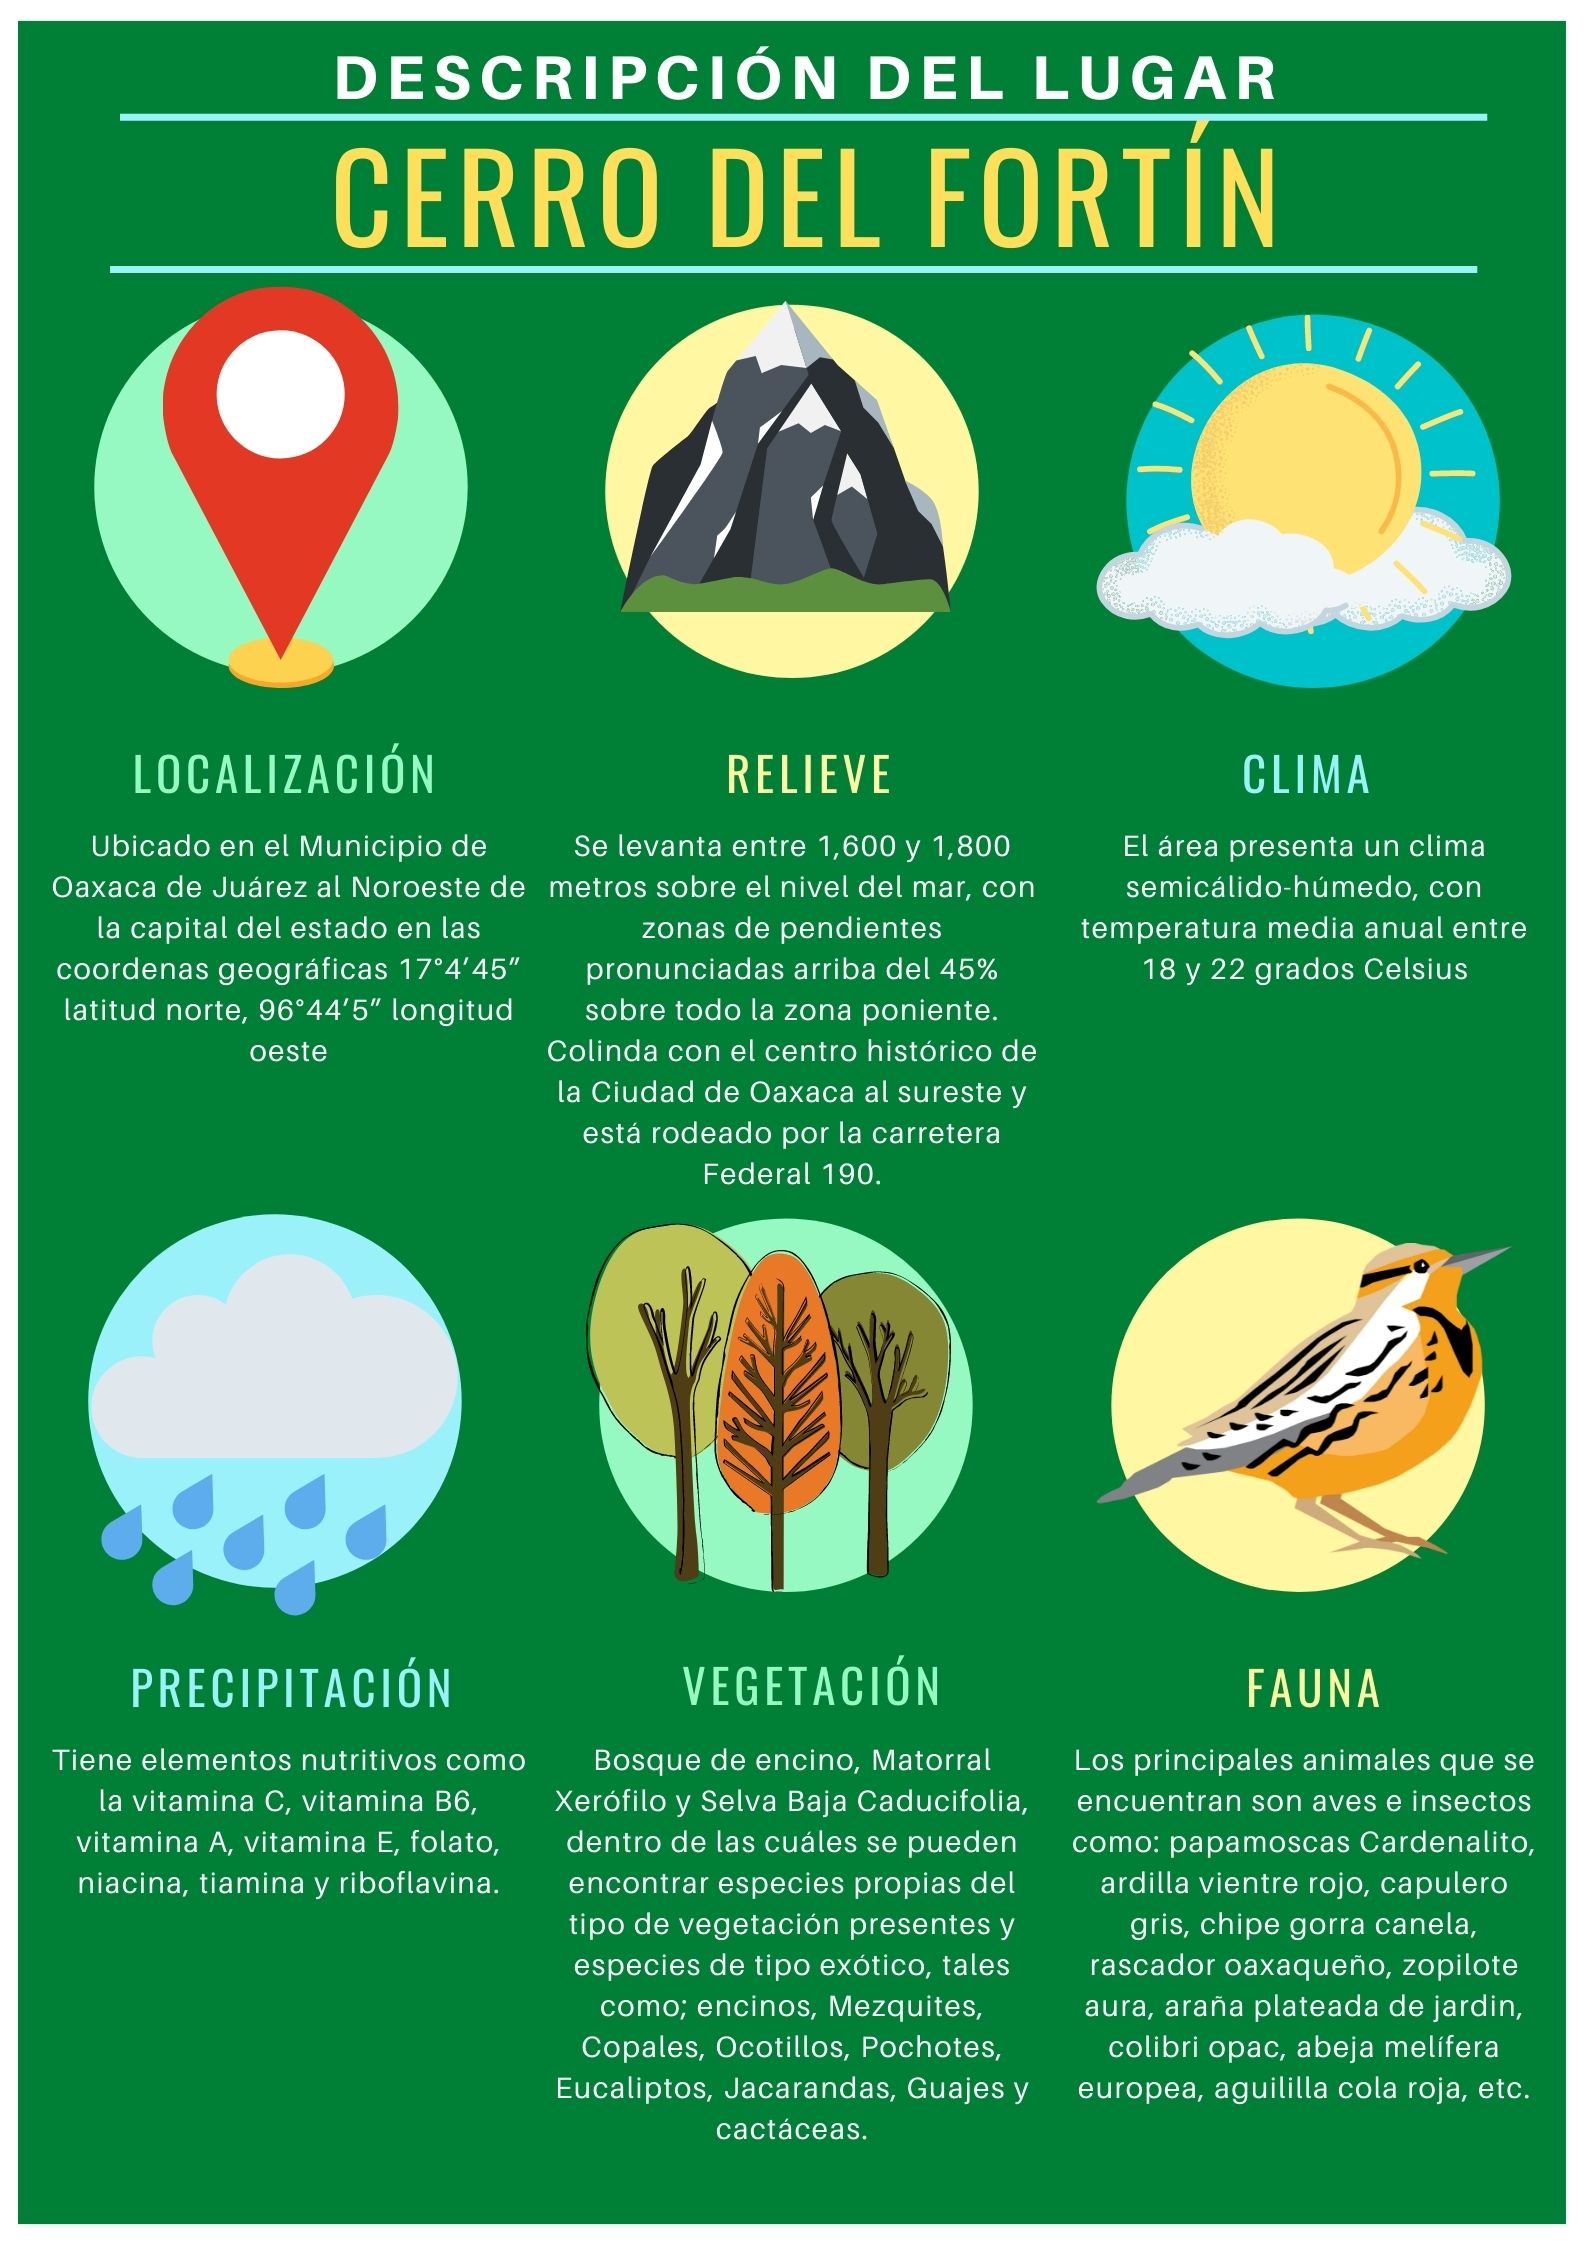 DESCRIPCIÓN DEL LUGAR
CERRO DEL FORTÍN
LOCALIZACIÓN
Ubicado en el Municipio de
Oaxaca de Juárez al Noroeste de
la capital del estado en las
coordenas geográficas 17°4’45”
latitud norte, 96°44’5” longitud
oeste
RELIEVE
Se levanta entre 1,600 y 1,800
metros sobre el nivel del mar, con
zonas de pendientes
pronunciadas arriba del 45%
sobre todo la zona poniente.
Colinda con el centro histórico de
la Ciudad de Oaxaca al sureste y
está rodeado por la carretera
Federal 190.
CLIMA
El área presenta un clima
semicálido-húmedo, con
temperatura media anual entre
18 y 22 grados Celsius
PRECIPITACIÓN
Tiene elementos nutritivos como
la vitamina C, vitamina B6,
vitamina A, vitamina E, folato,
niacina, tiamina y riboflavina.
VEGETACIÓN
Bosque de encino, Matorral
Xerófilo y Selva Baja Caducifolia,
dentro de las cuáles se pueden
encontrar especies propias del
tipo de vegetación presentes y
especies de tipo exótico, tales
como; encinos, Mezquites,
Copales, Ocotillos, Pochotes,
Eucaliptos, Jacarandas, Guajes y
cactáceas.
FAUNA
Los principales animales que se
encuentran son aves e insectos
como: papamoscas Cardenalito,
ardilla vientre rojo, capulero
gris, chipe gorra canela,
rascador oaxaqueño, zopilote
aura, araña plateada de jardin,
colibri opac, abeja melífera
europea, aguililla cola roja, etc.